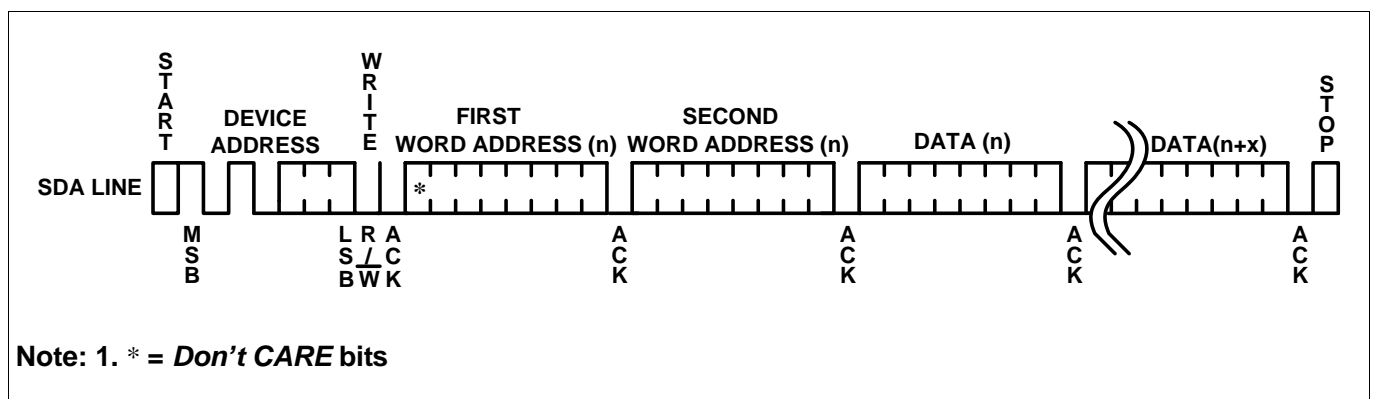 START
WRITE
STOP
DEVICE
ADDRESS
FIRST
WORD ADDRESS (n)
SECOND
WORD ADDRESS (n)
DATA (n)
DATA(n+x)
SDA LINE
*
MSB
LSB
R/W
ACK
ACK
ACK
ACK
ACK
Note: 1. * = Don't CARE bits